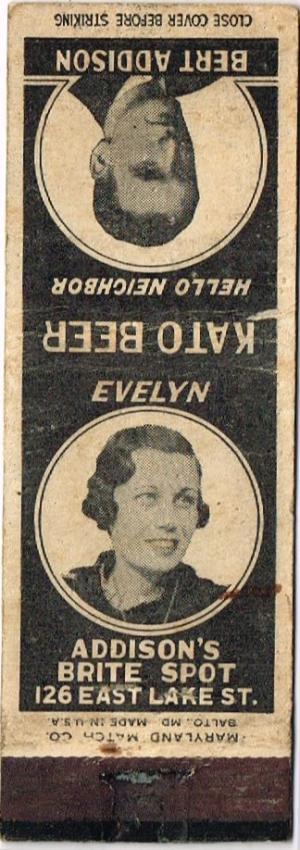 CLOSE COVER BEFORE STRIKING
BERT ADDISON
HELLO NEIGHBOR
KATO BEER
EVELYN
ADDISON'S
BRITE SPOT
126 EAST LAKE ST.
MARYLAND MATCH CO.
BALTO. MD. MADE IN U.S.A.